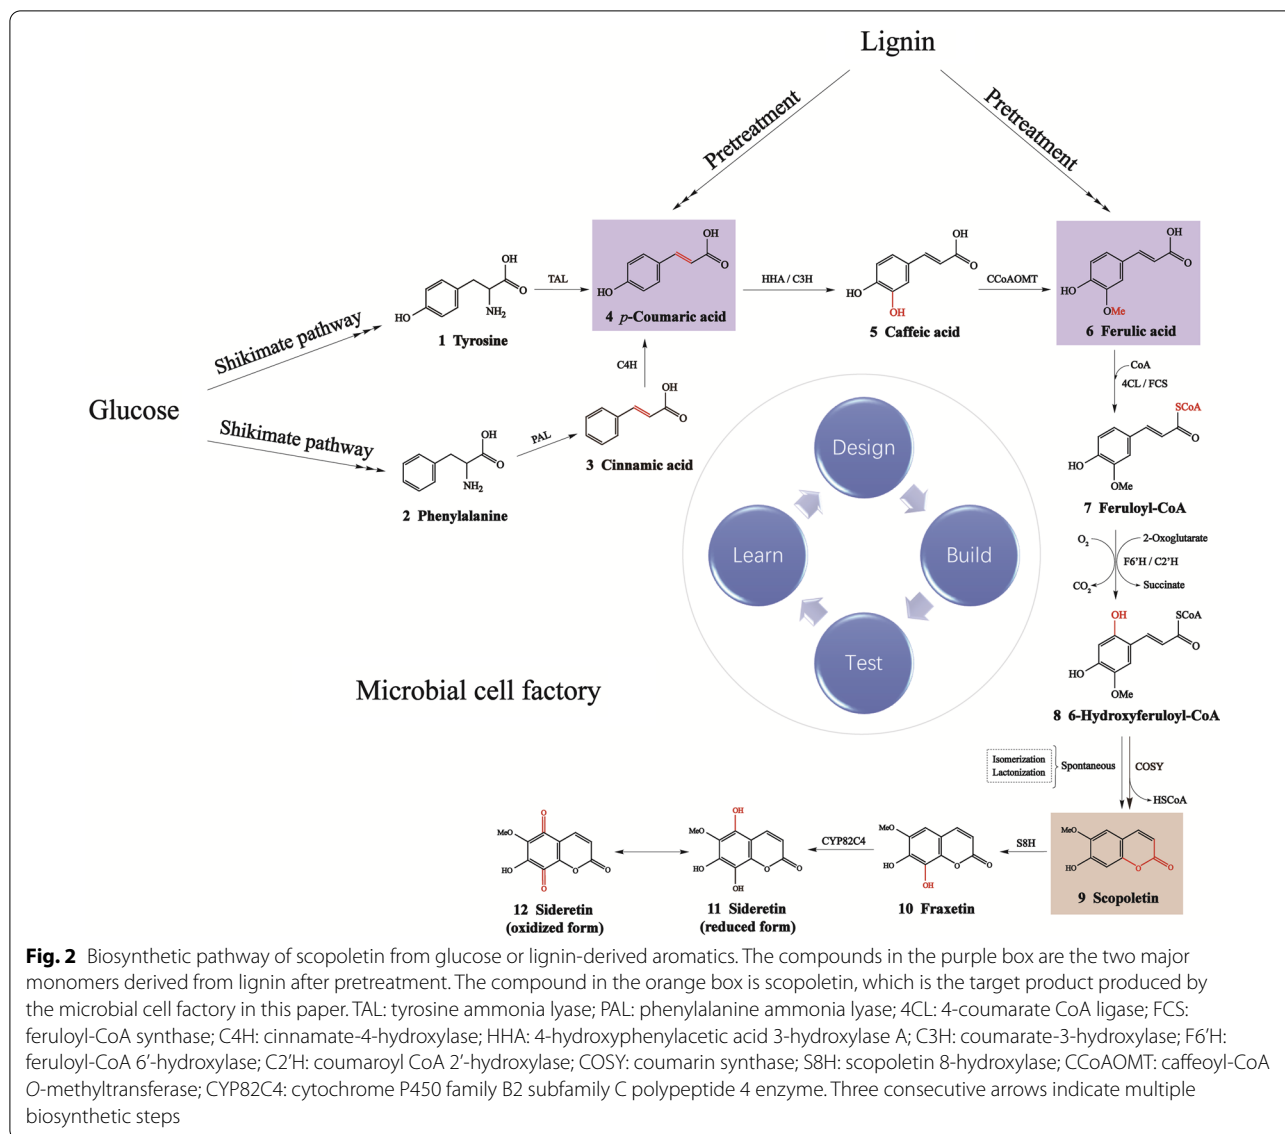 Lignin
Pretreatment
Pretreatment
OH
O
HO
4 p-Coumaric acid
HHA / C3H
OH
O
HO
OH
5 Caffeic acid
CCoAOMT
OH
O
HO
OMe
6 Ferulic acid
OH
O
NH2
HO
1 Tyrosine
TAL
Shikimate pathway
Glucose
Shikimate pathway
OH
O
NH2
2 Phenylalanine
PAL
C4H
OH
O
3 Cinnamic acid
CoA
4CL / FCS
SCoA
O
HO
OMe
7 Feruloyl-CoA
O2
2-Oxoglutarate
F6'H / C2'H
CO2
Succinate
OH
SCoA
O
HO
OMe
8 6-Hydroxyferuloyl-CoA
Design
Build
Test
Learn
Microbial cell factory
Isomerization
Lactonization
Spontaneous
COSY
HSCoA
MeO
HO
O
O
9 Scopoletin
S8H
MeO
HO
OH
O
O
10 Fraxetin
CYP82C4
OH
MeO
HO
OH
O
O
11 Sideretin
(reduced form)
O
MeO
HO
O
O
O
12 Sideretin
(oxidized form)
Fig. 2 Biosynthetic pathway of scopoletin from glucose or lignin-derived aromatics. The compounds in the purple box are the two major
monomers derived from lignin after pretreatment. The compound in the orange box is scopoletin, which is the target product produced by
the microbial cell factory in this paper. TAL: tyrosine ammonia lyase; PAL: phenylalanine ammonia lyase; 4CL: 4-coumarate CoA ligase; FCS:
feruloyl-CoA synthase; C4H: cinnamate-4-hydroxylase; HHA: 4-hydroxyphenylacetic acid 3-hydroxylase A; C3H: coumarate-3-hydroxylase; F6′H:
feruloyl-CoA 6′-hydroxylase; C2′H: coumaroyl CoA 2′-hydroxylase; COSY: coumarin synthase; S8H: scopoletin 8-hydroxylase; CCoAOMT: caffeoyl-CoA
O-methyltransferase; CYP82C4: cytochrome P450 family B2 subfamily C polypeptide 4 enzyme. Three consecutive arrows indicate multiple
biosynthetic steps